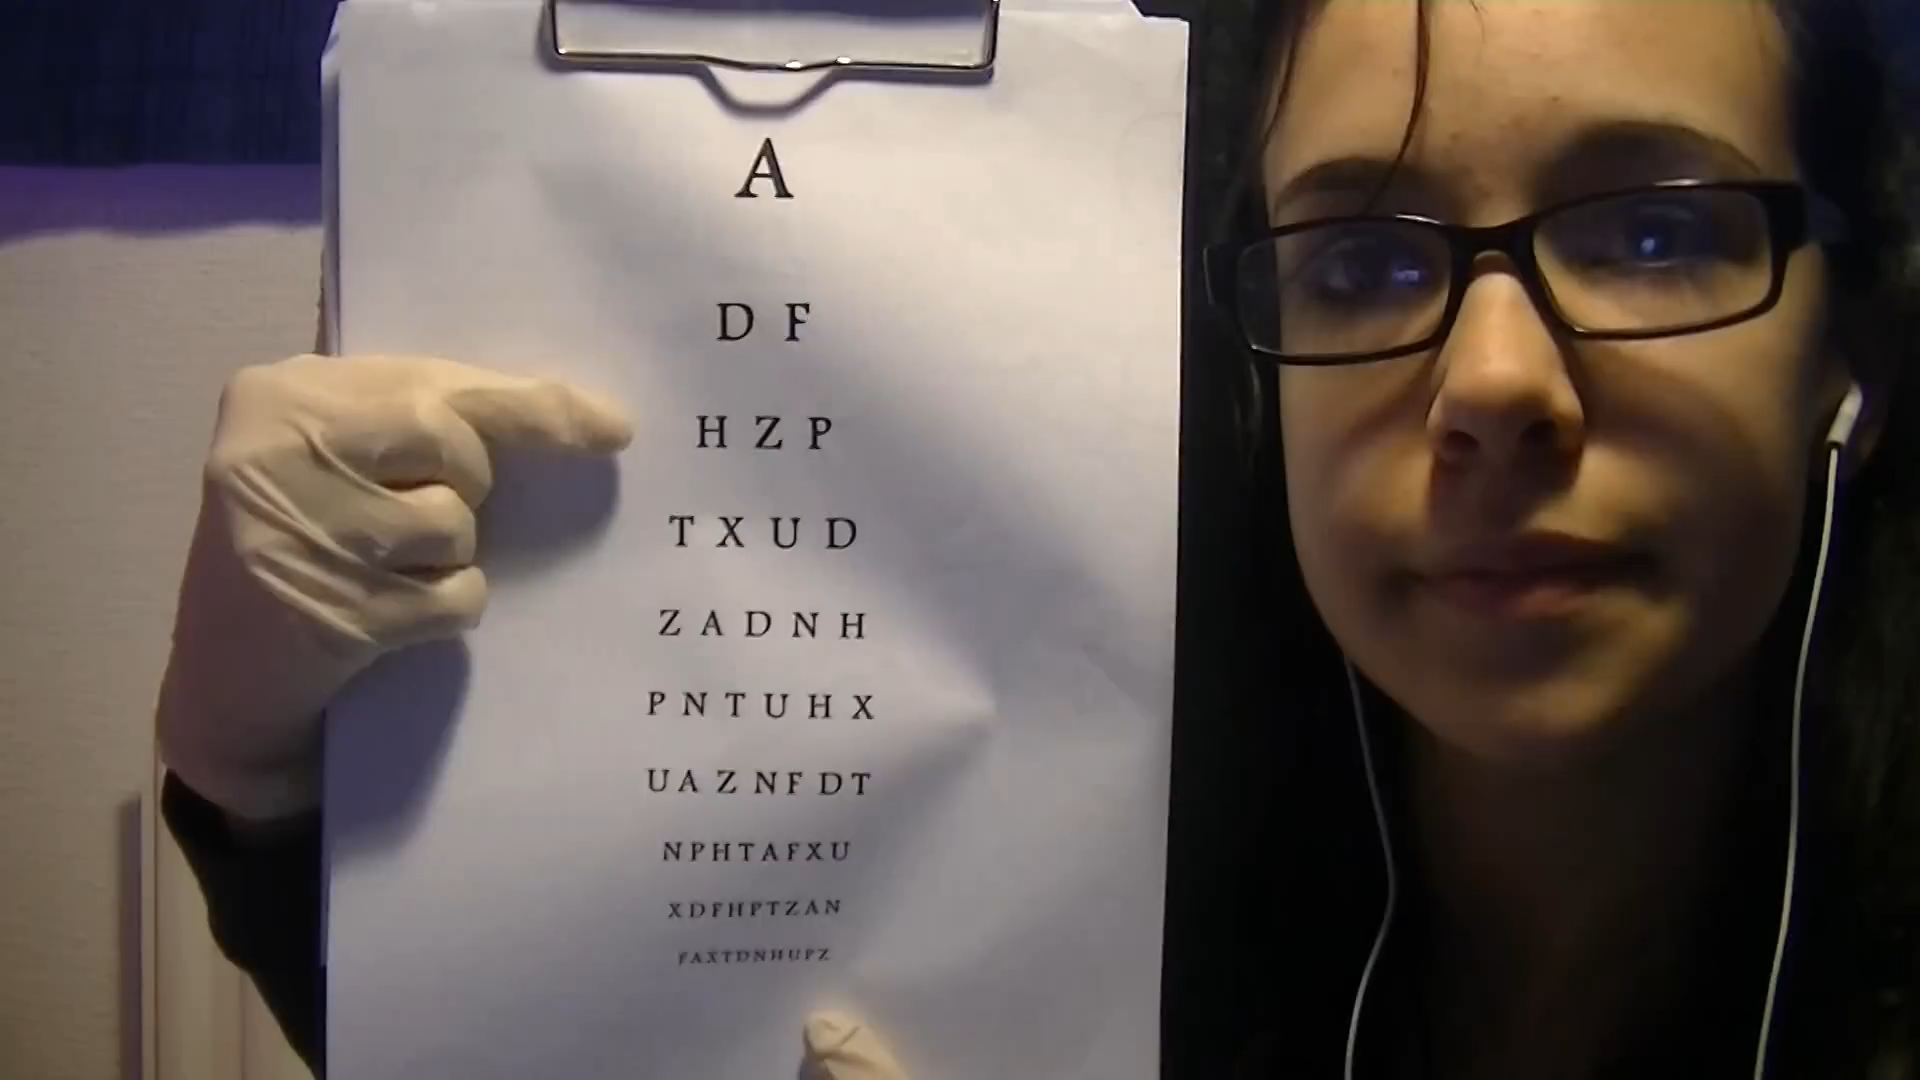 A
D F
H Z P
T X U D
Z A D N H
P N T U H X
U A Z N F D T
N P H T A F X U
X D F H P T Z A N
F A X T D N H U P Z